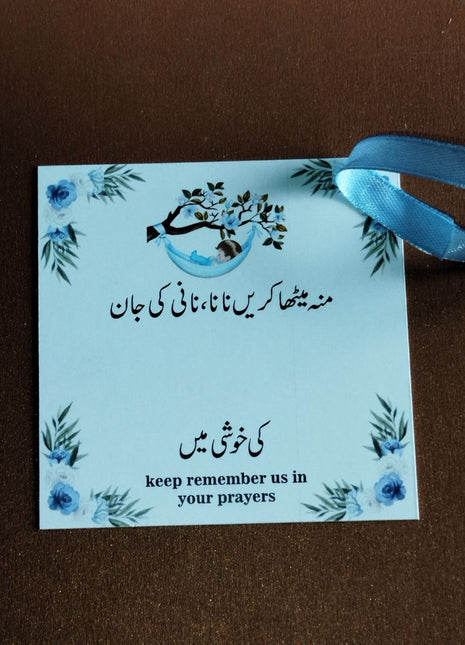 منہ میٹھا کریں نانا، نانی کی جان
کی خوشی میں
keep remember us in
your prayers